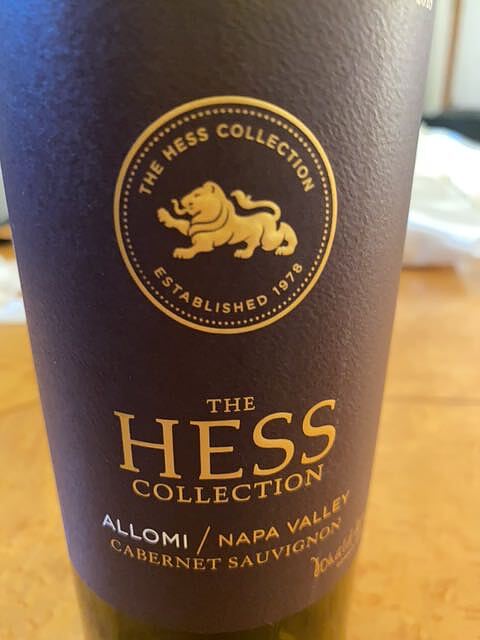 THE HESS COLLECTION
ESTABLISHED 1978
THE
HESS
COLLECTION
ALLOMI / NAPA VALLEY
CABERNET SAUVIGNON